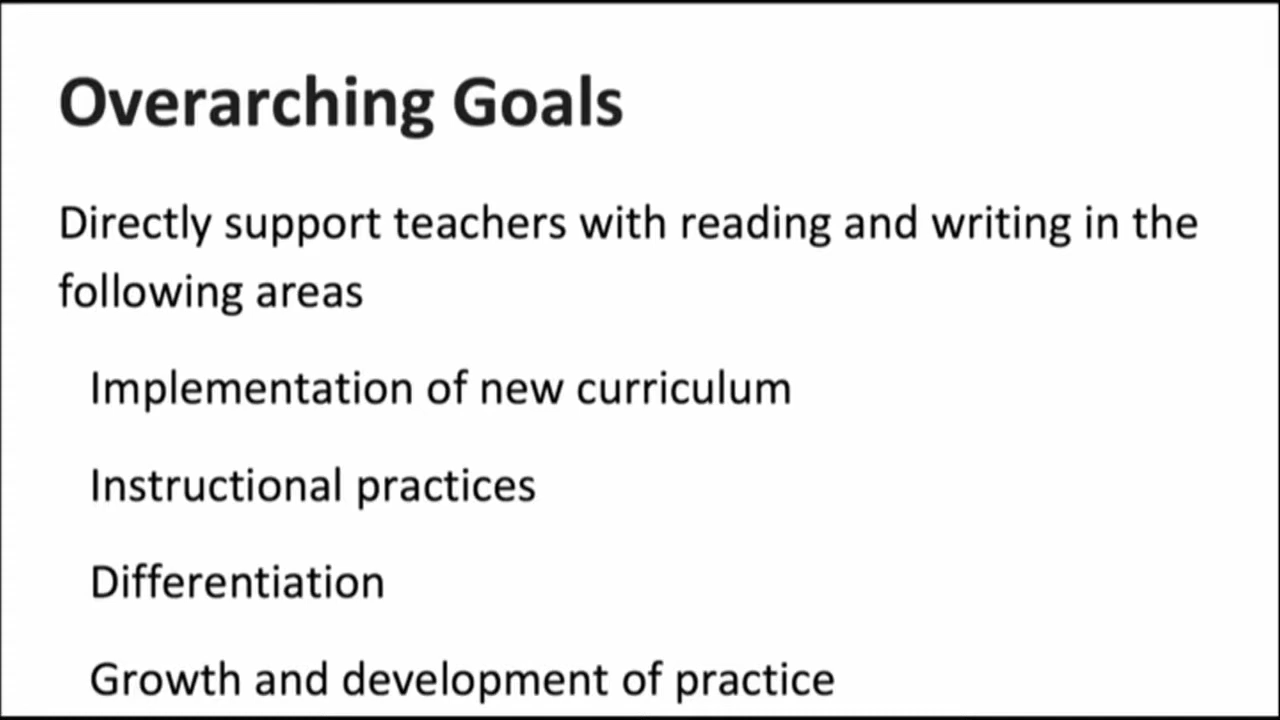 Overarching Goals
Directly support teachers with reading and writing in the
following areas
Implementation of new curriculum
Instructional practices
Differentiation
Growth and development of practice